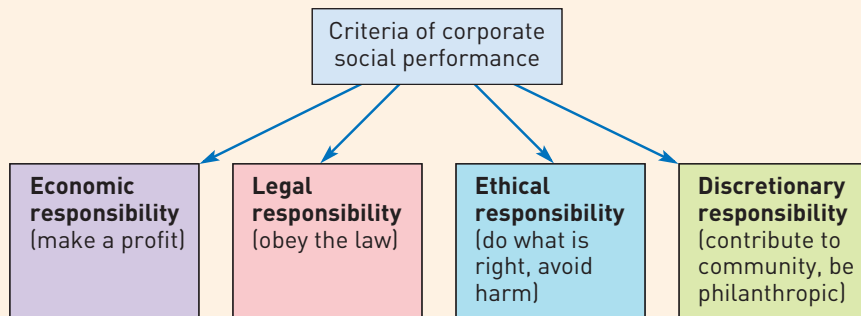 Criteria of corporate
social performance
Economic
responsibility
(make a profit)
Legal
responsibility
(obey the law)
Ethical
responsibility
(do what is
right, avoid
harm)
Discretionary
responsibility
(contribute to
community, be
philanthropic)